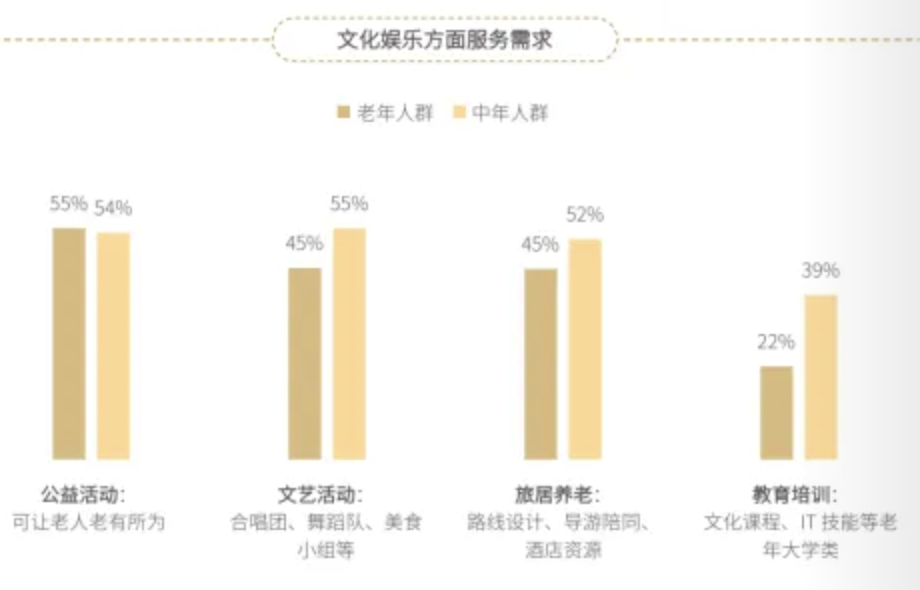 文化娱乐方面服务需求
老年人群 中年人群
55% 54% 45% 55% 45% 52% 22% 39%
公益活动：
可让老人老有所为
文艺活动：
合唱团、舞蹈队、美食
小组等
旅居养老：
路线设计、导游陪同、
酒店资源
教育培训：
文化课程、IT 技能等老
年大学类